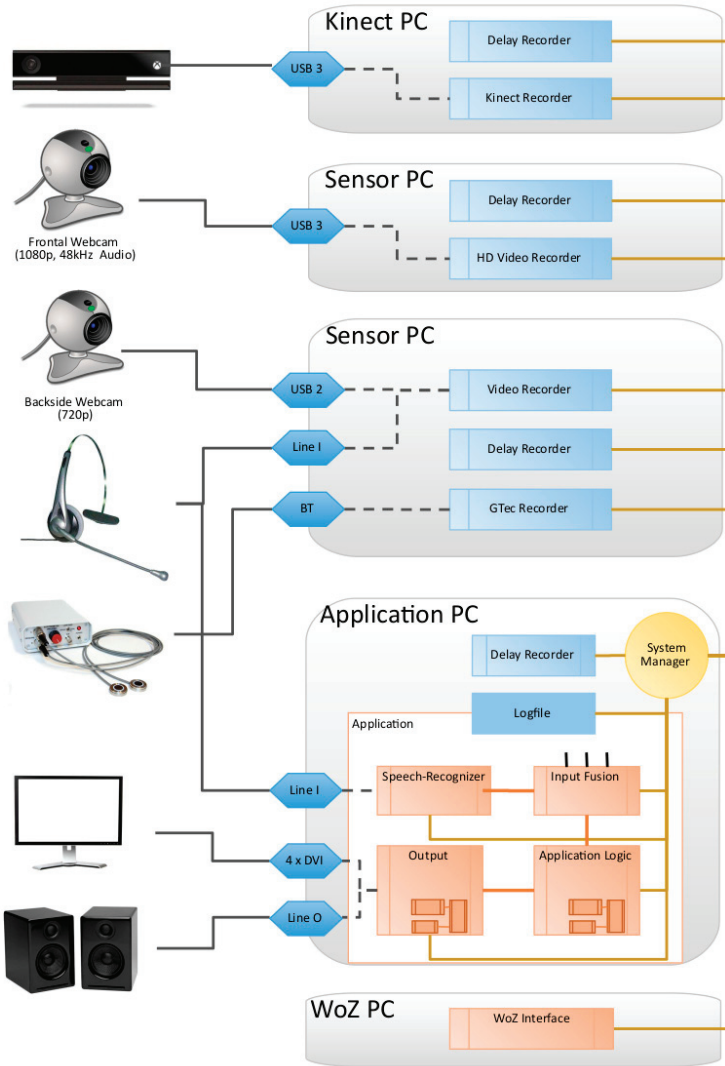 Kinect PC
Delay Recorder
USB 3
Kinect Recorder
Sensor PC
Delay Recorder
USB 3
HD Video Recorder
Frontal Webcam
(1080p, 48kHz Audio)
Sensor PC
USB 2
Video Recorder
Backside Webcam
(720p)
Line I
Delay Recorder
BT
GTec Recorder
Application PC
System
Manager
Delay Recorder
Logfile
Application
Line I
Speech-Recognizer
Input Fusion
4 x DVI
Output
Application Logic
Line O
WoZ PC
WoZ Interface